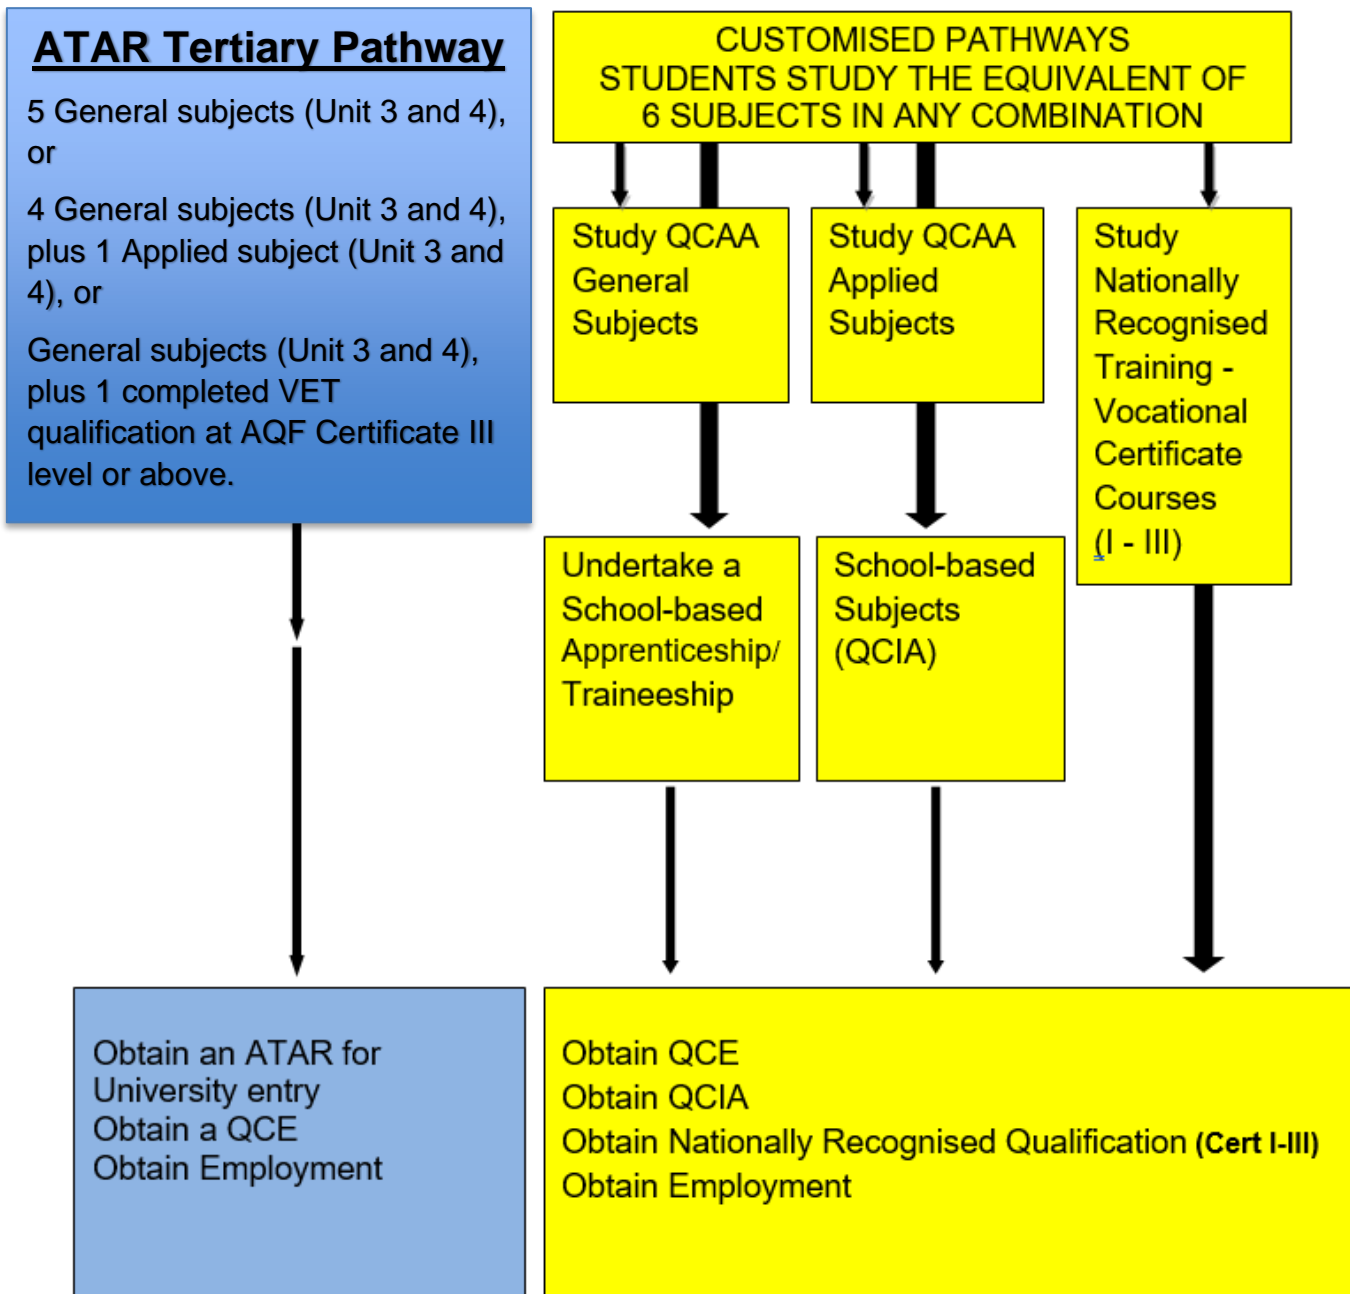 ATAR Tertiary Pathway
5 General subjects (Unit 3 and 4),
or
4 General subjects (Unit 3 and 4),
plus 1 Applied subject (Unit 3 and
4), or
General subjects (Unit 3 and 4),
plus 1 completed VET
qualification at AQF Certificate III
level or above.
CUSTOMISED PATHWAYS
STUDENTS STUDY THE EQUIVALENT OF
6 SUBJECTS IN ANY COMBINATION
Study QCAA
General
Subjects
Study QCAA
Applied
Subjects
Study
Nationally
Recognised
Training -
Vocational
Certificate
Courses
(I - III)
Undertake a
School-based
Apprenticeship/
Traineeship
School-based
Subjects
(QCIA)
Obtain an ATAR for
University entry
Obtain a QCE
Obtain Employment
Obtain QCE
Obtain QCIA
Obtain Nationally Recognised Qualification (Cert I-III)
Obtain Employment